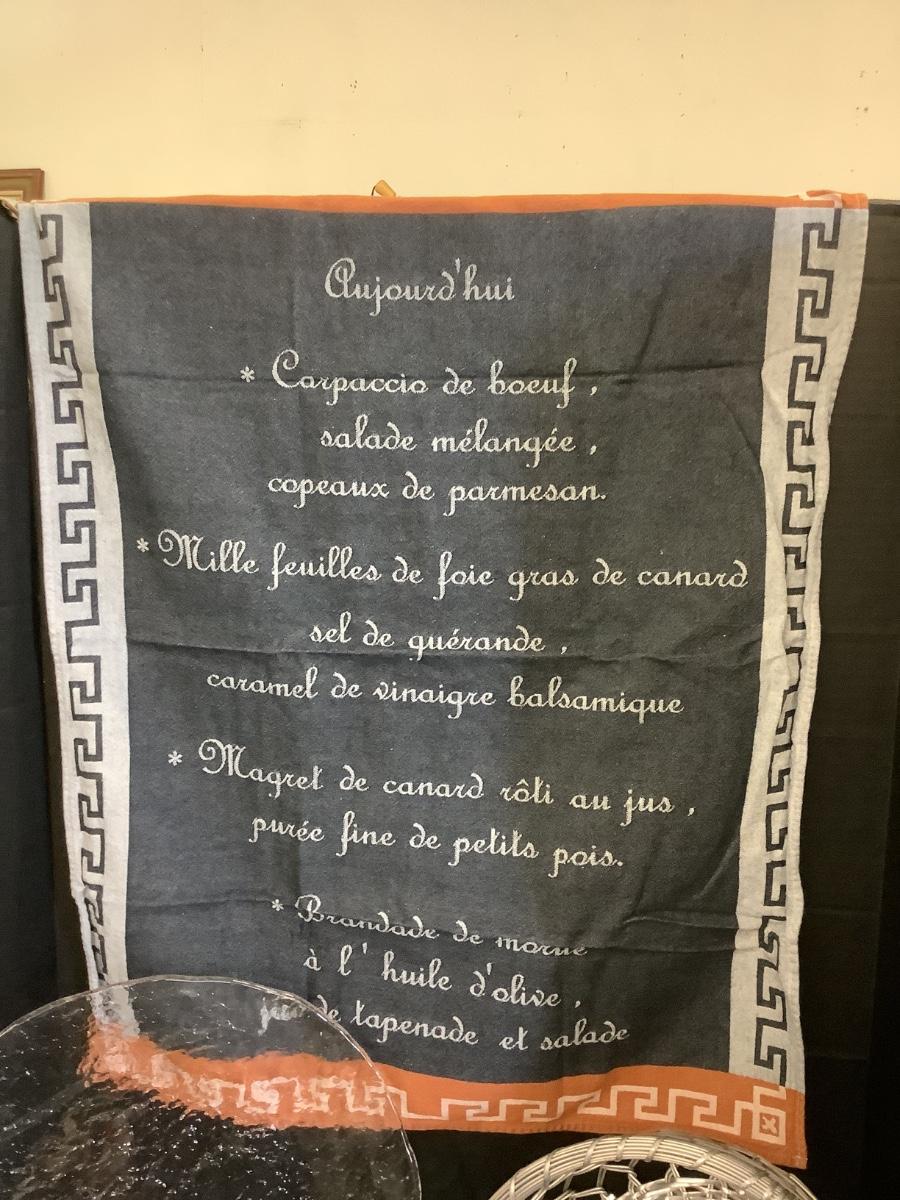 Aujourd'hui
* Carpaccio de boeuf ,
salade mélangée ,
copeaux de parmesan.
* Mille feuilles de foie gras de canard
sel de guérande ,
caramel de vinaigre balsamique
* Magret de canard rôti au jus ,
purée fine de petits pois.
* Brandade de morue
à l' huile d'olive ,
de tapenade et salade